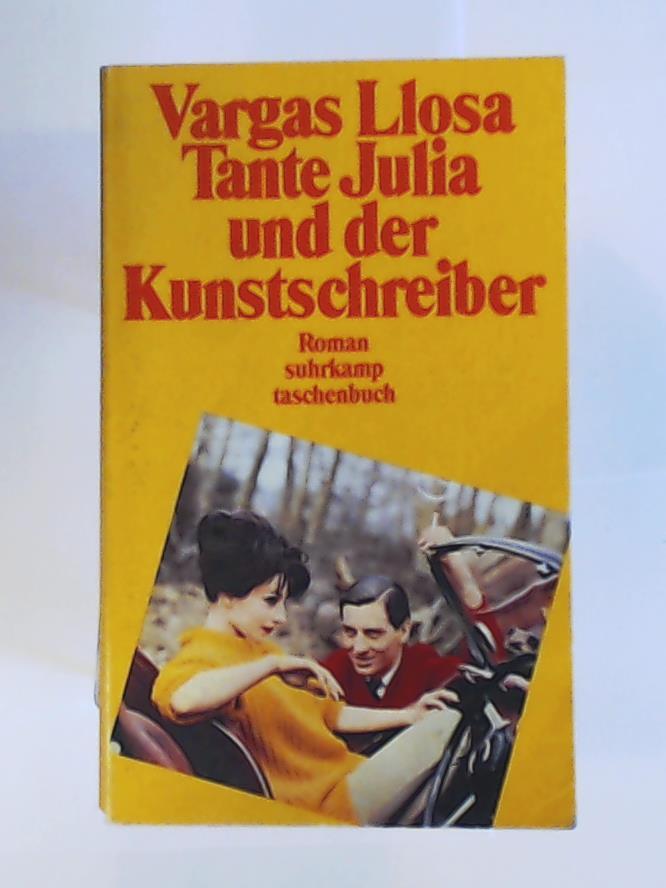 Vargas Llosa
Tante Julia
und der
Kunstschreiber
Roman
suhrkamp
taschenbuch